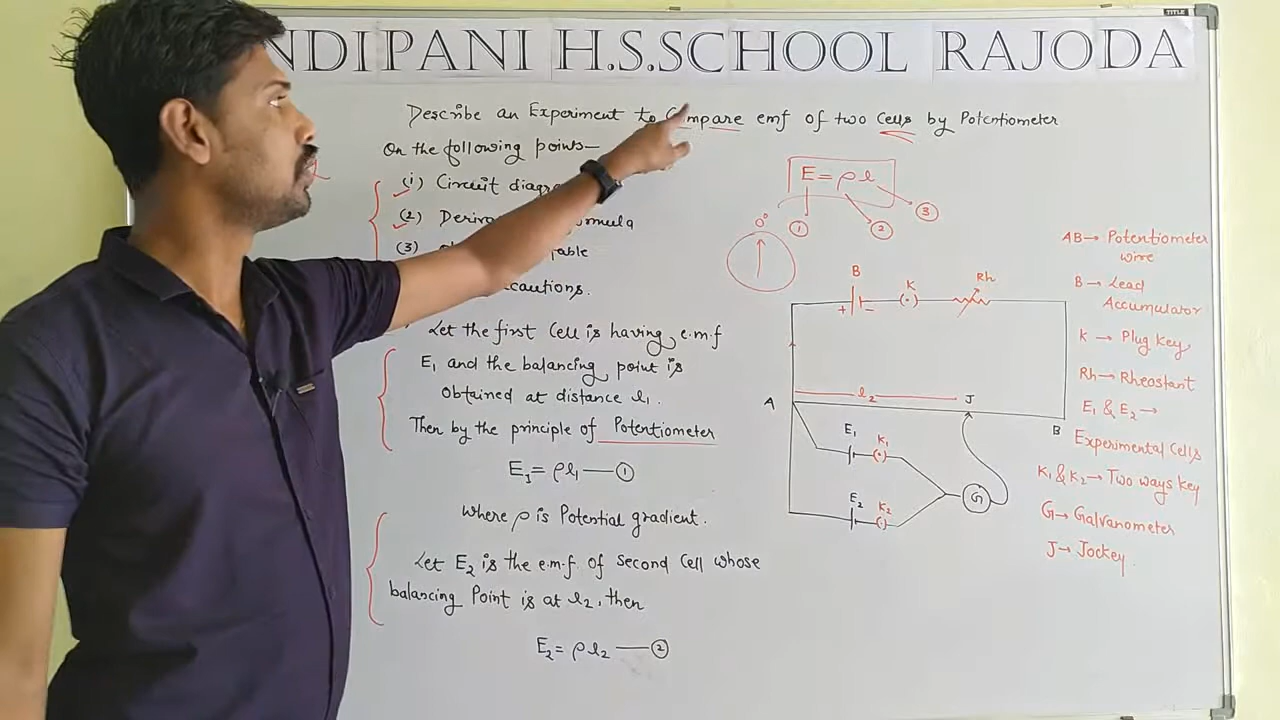 NDIPANI H.S.SCHOOL RAJODA
TITLE
Describe an Experiment to Compare emf of two Cells by Potentiometer
On the following points—
(i) Circuit diag
(2) Deriv mula
(3) table
cautions.
E = ρl
① ② ③
0°
Let the first Cell is having e.m.f
E₁ and the balancing point is
Obtained at distance l₁.
Then by the principle of Potentiometer
E₁ = ρl₁ — ①
where ρ is Potential gradient.
Let E₂ is the e.m.f. of second Cell whose
balancing Point is at l₂, then
E₂ = ρl₂ — ②
B K Rh
+ −
A l₂ J B
E₁ K₁
E₂ K₂
G
AB→ Potentiometer
wire
B→ Lead
Accumulator
K → Plug Key
Rh→ Rheostant
E₁ & E₂ →
Experimental Cells
K₁ & K₂→ Two ways key
G→ Galvanometer
J→ Jockey.